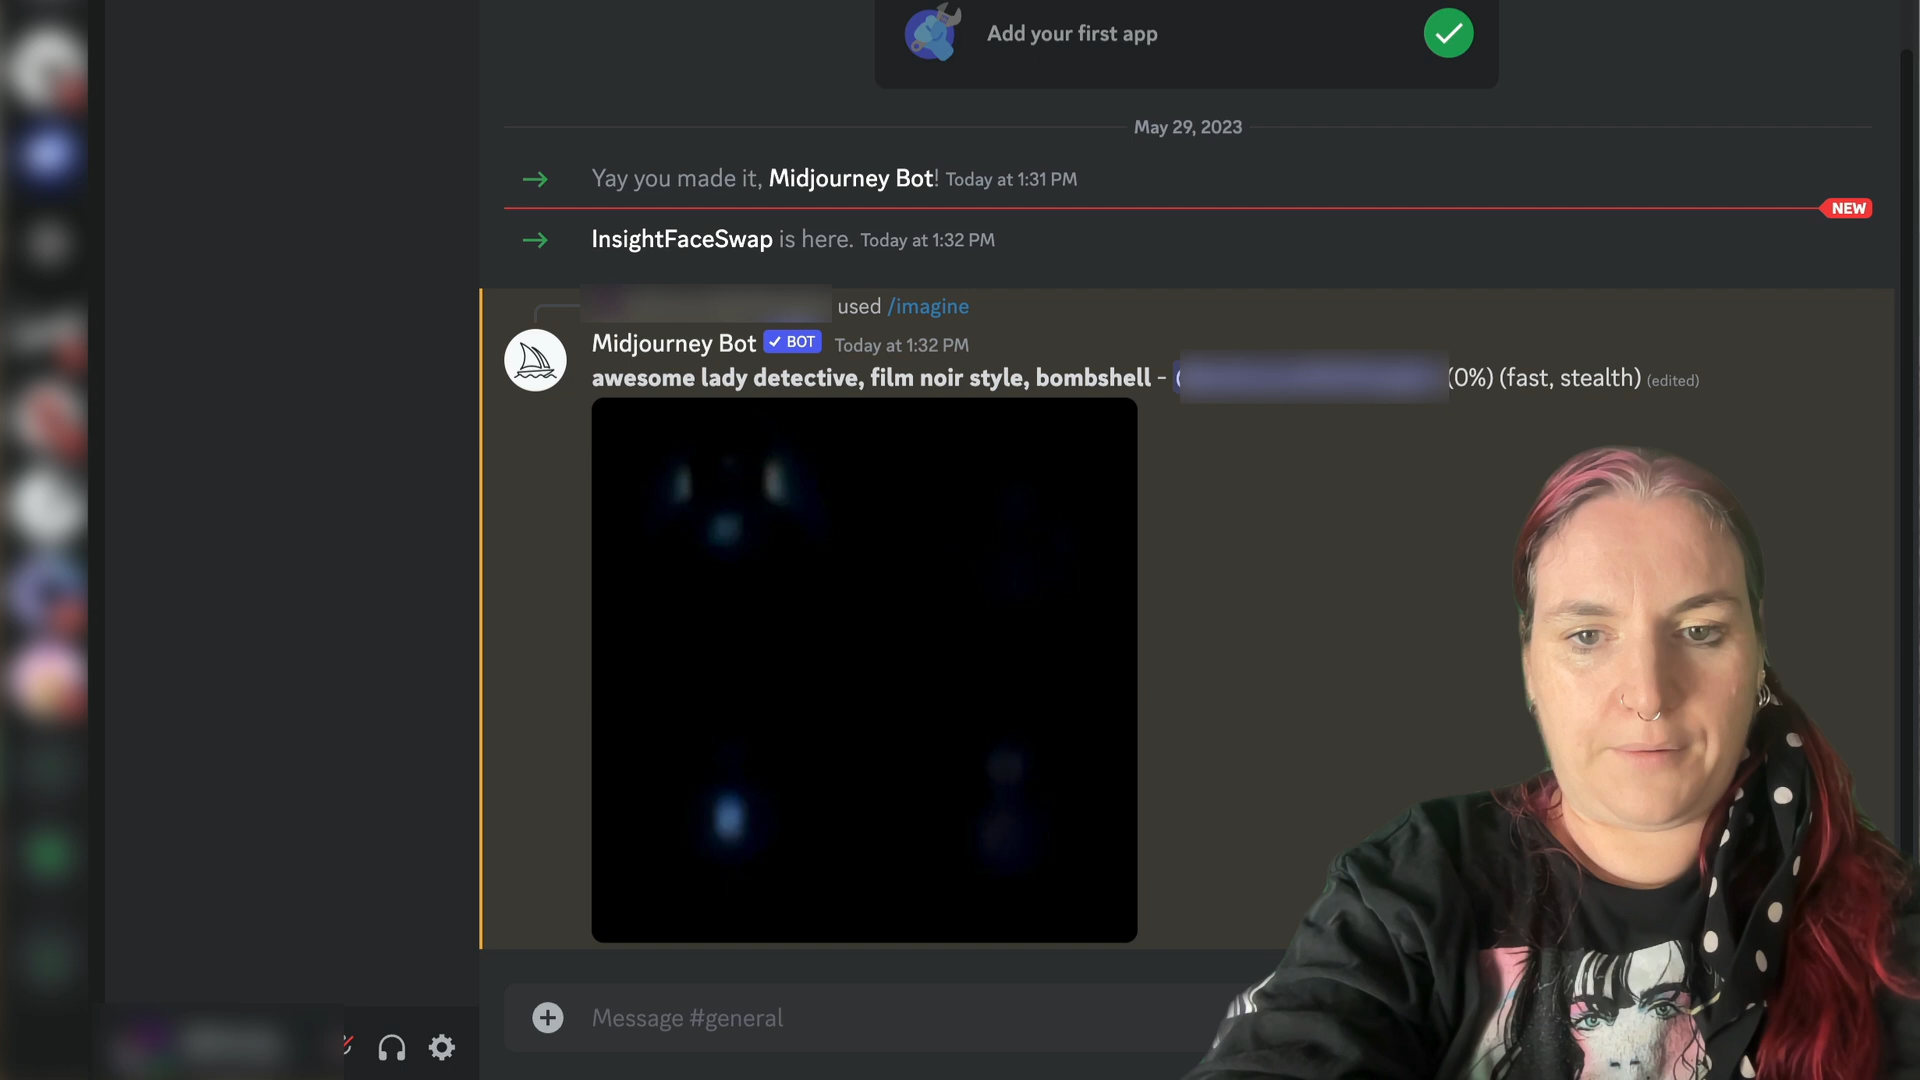 Add your first app
May 29, 2023
Yay you made it, Midjourney Bot! Today at 1:31 PM
NEW
InsightFaceSwap is here. Today at 1:32 PM
used /imagine
Midjourney Bot BOT Today at 1:32 PM
awesome lady detective, film noir style, bombshell - (0%) (fast, stealth) (edited)
Message #general